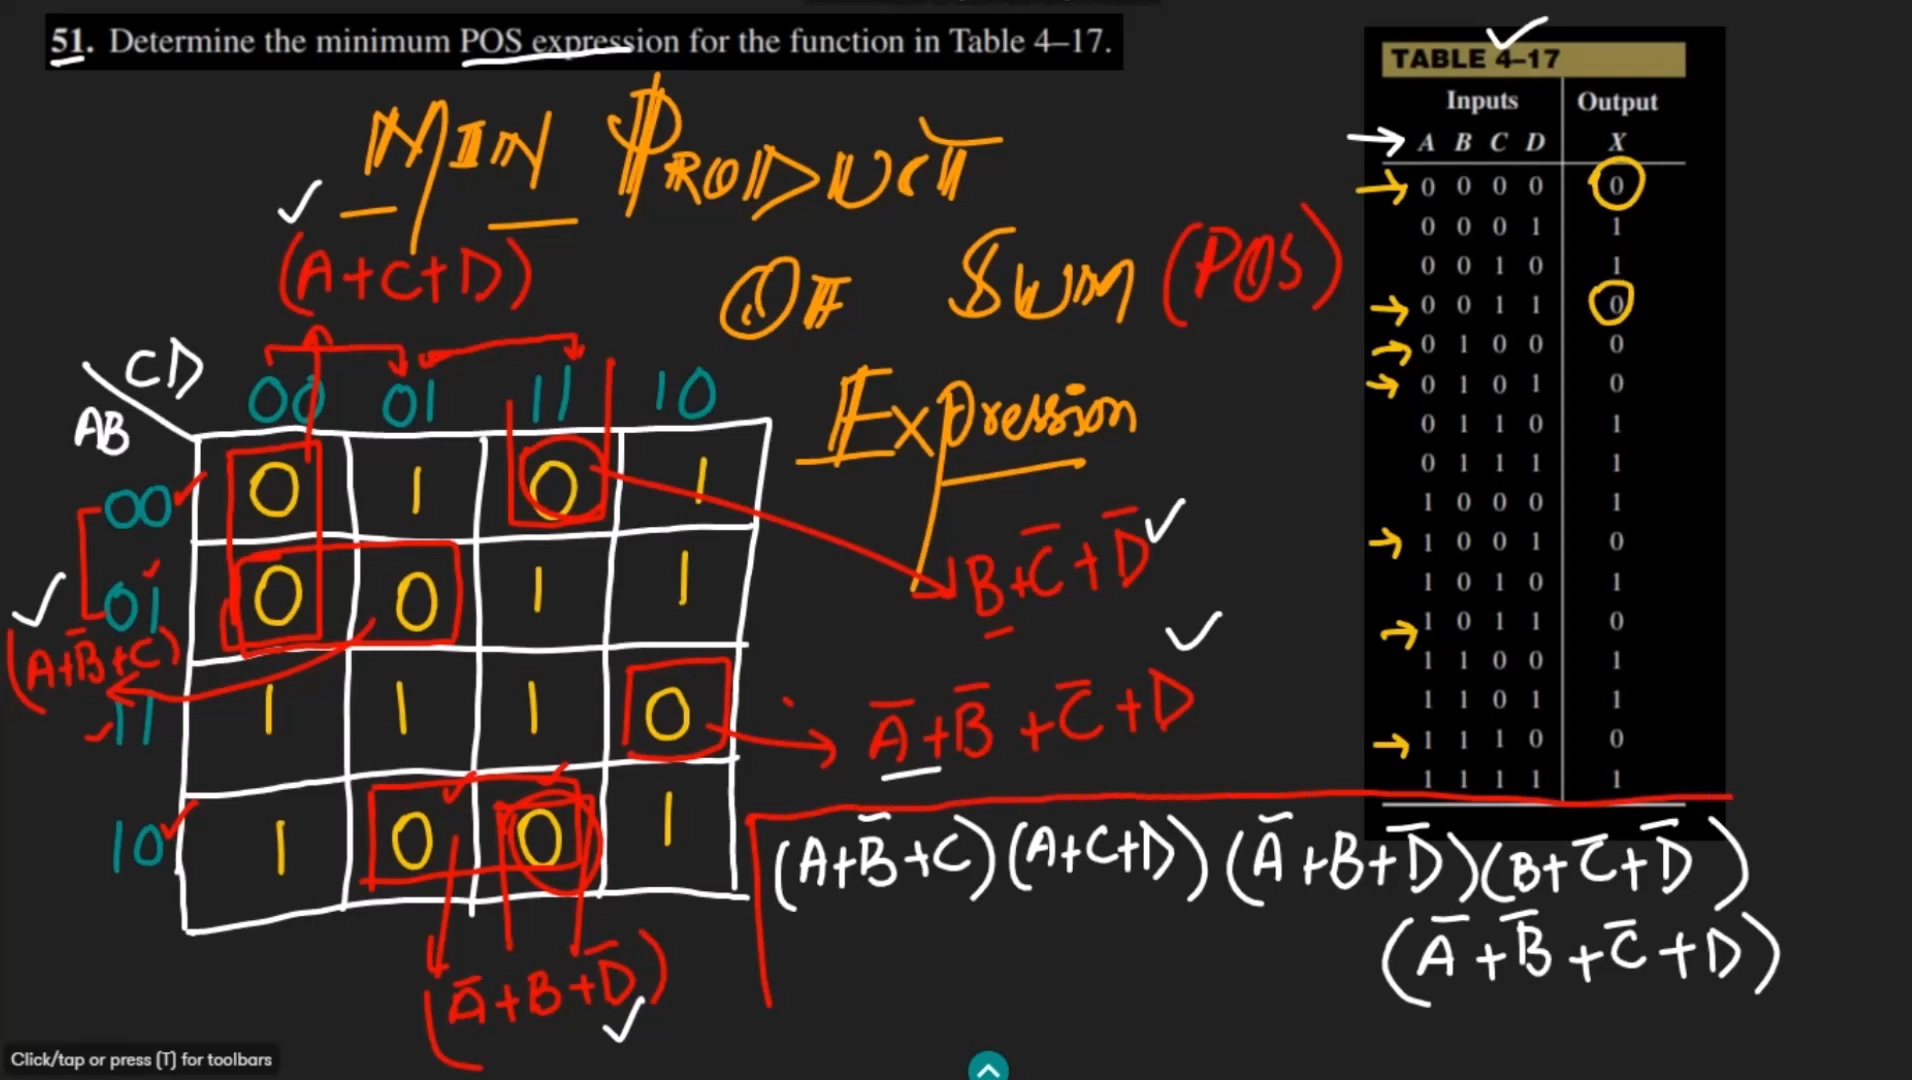 51. Determine the minimum POS expression for the function in Table 4–17.
MIN PRODUCT
OF SUM (POS)
Expression
(A+C+D)
CD
AB
00 01 11 10
00 0 1 0 1
01 0 0 1 1
11 1 1 1 0
10 1 0 0 1
(A+B̅+C)
B+C̅+D̅
A̅+B̅+C̅+D
(A̅+B+D̅)
TABLE 4–17
Inputs Output
A B C D X
0 0 0 0 0
0 0 0 1 1
0 0 1 0 1
0 0 1 1 0
0 1 0 0 0
0 1 0 1 0
0 1 1 0 1
0 1 1 1 1
1 0 0 0 1
1 0 0 1 0
1 0 1 0 1
1 0 1 1 0
1 1 0 0 1
1 1 0 1 1
1 1 1 0 0
1 1 1 1 1
(A+B̅+C)(A+C+D)(A̅+B+D̅)(B+C̅+D̅)
(A̅+B̅+C̅+D)
Click/tap or press (T) for toolbars